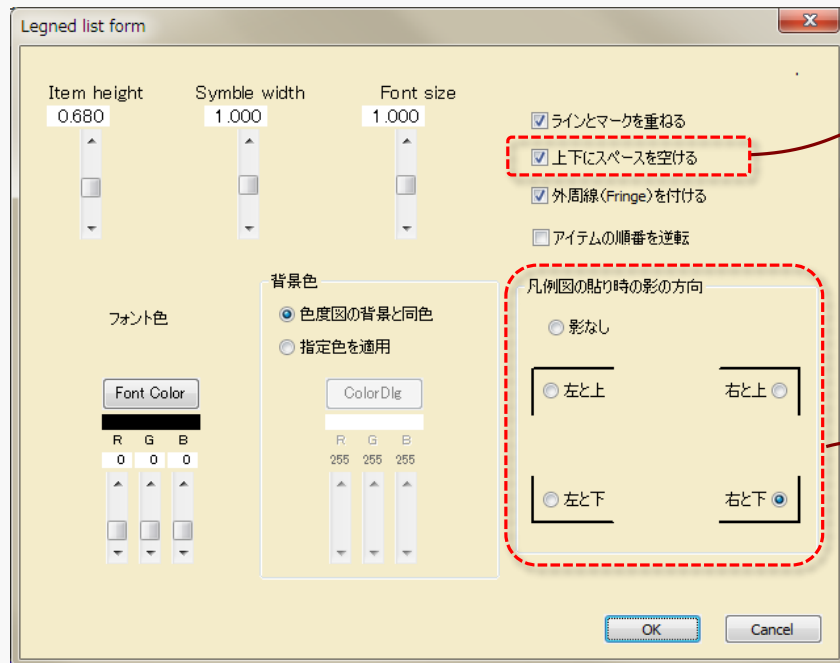 Legned list form
Item height
Symble width
Font size
0.680
1.000
1.000
ラインとマークを重ねる
上下にスペースを空ける
外周線(Fringe)を付ける
アイテムの順番を逆転
フォント色
Font Color
R G B
0 0 0
背景色
色度図の背景と同色
指定色を適用
ColorDlg
R G B
255 255 255
凡例図の貼り時の影の方向
影なし
左と上
右と上
左と下
右と下
OK
Cancel